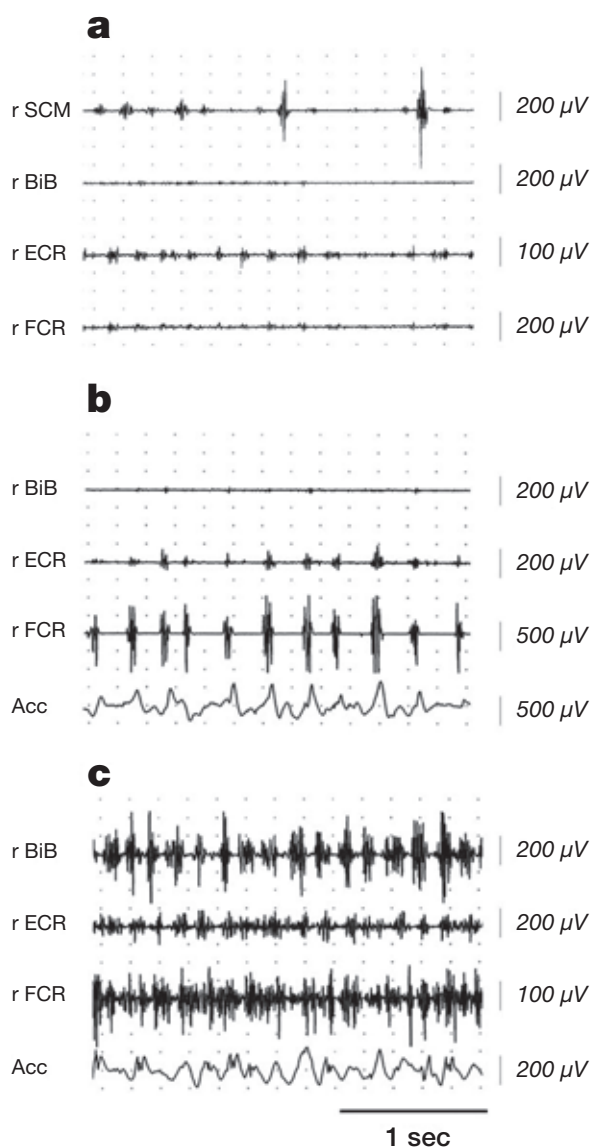 a
r SCM 200 µV
r BiB 200 µV
r ECR 100 µV
r FCR 200 µV
b
r BiB 200 µV
r ECR 200 µV
r FCR 500 µV
Acc 500 µV
c
r BiB 200 µV
r ECR 200 µV
r FCR 100 µV
Acc 200 µV
1 sec